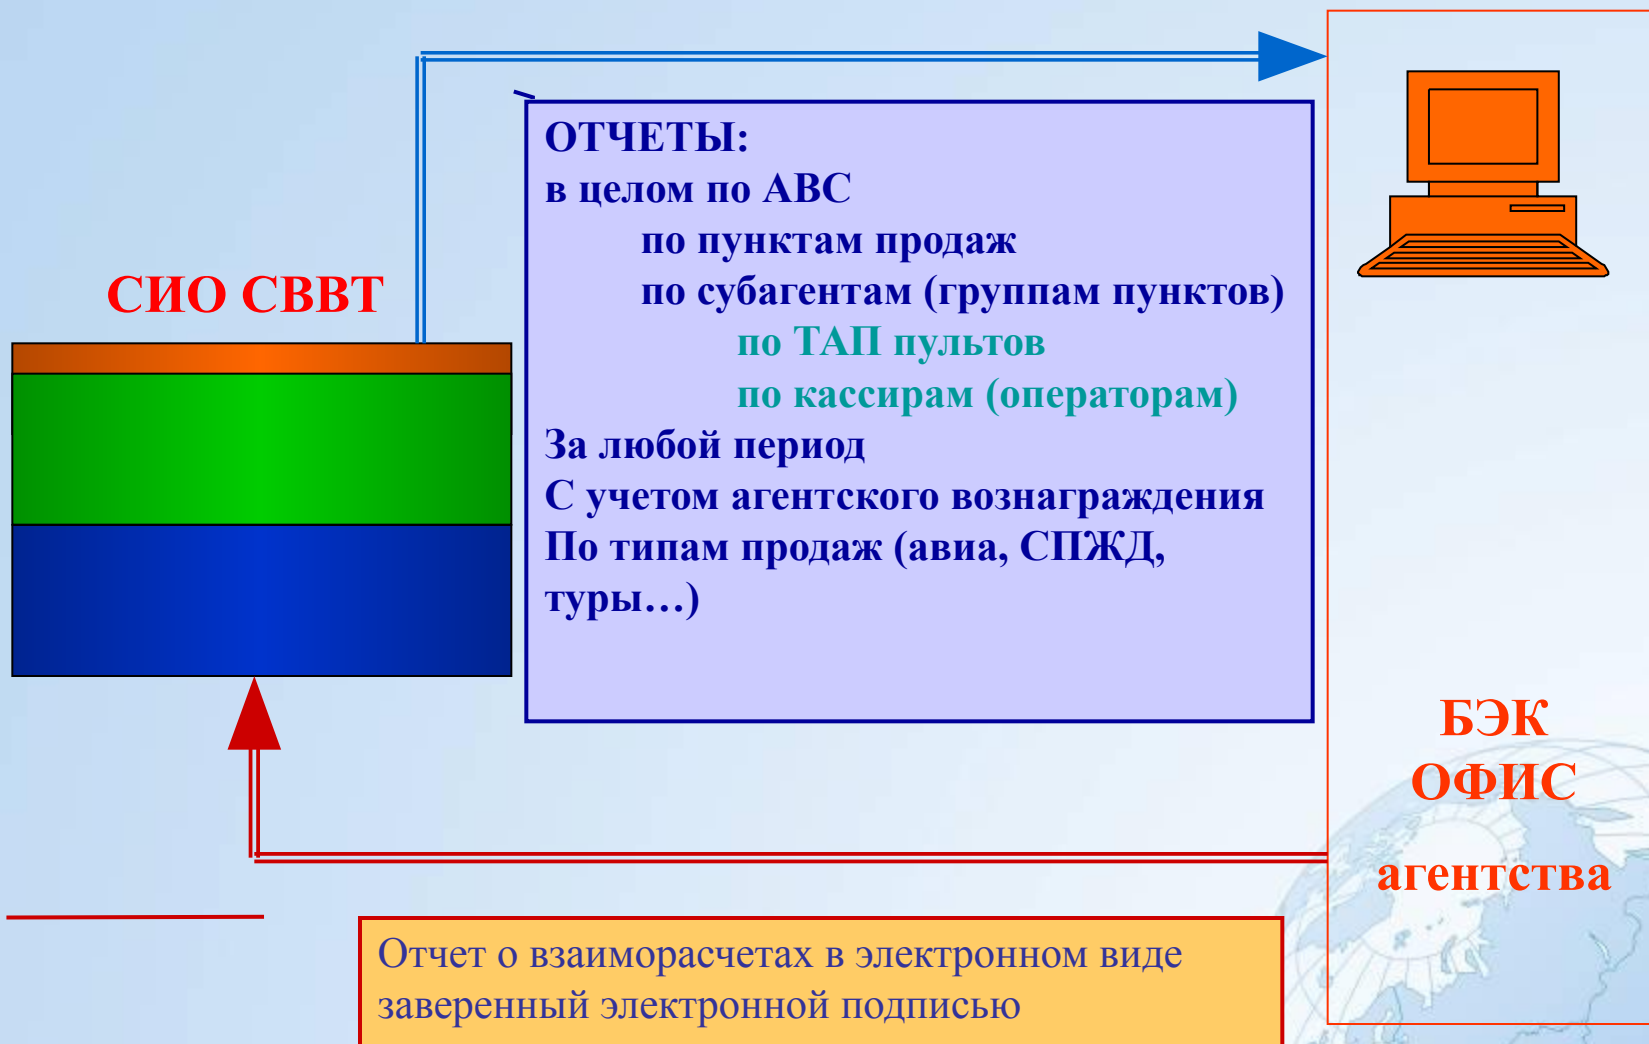 СИО СВВТ
ОТЧЕТЫ:
в целом по АВС
по пунктам продаж
по субагентам (группам пунктов)
по ТАП пультов
по кассирам (операторам)
За любой период
С учетом агентского вознаграждения
По типам продаж (авиа, СПЖД,
туры…)
БЭК
ОФИС
агентства
Отчет о взаиморасчетах в электронном виде
заверенный электронной подписью